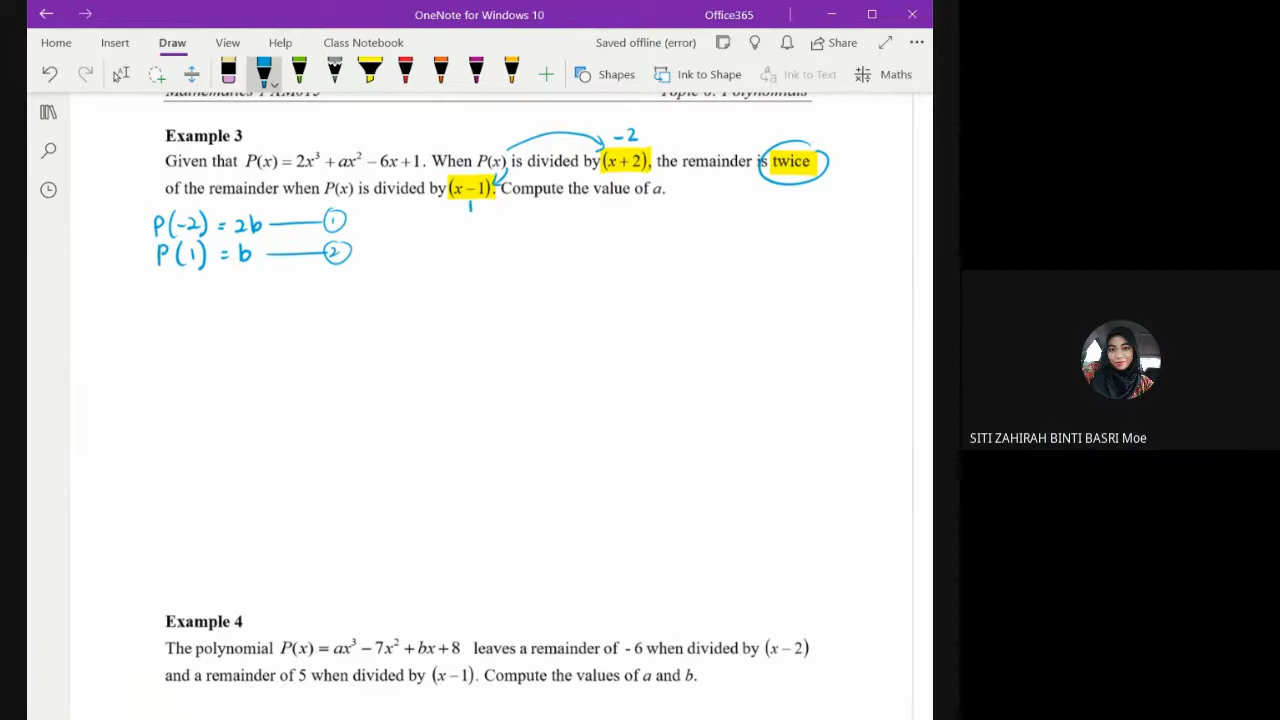 OneNote for Windows 10
Office365
Home Insert Draw View Help Class Notebook
Saved offline (error)
Share
Shapes
Ink to Shape
Ink to Text
Maths
Topic 6: Polynomials
Example 3
-2
Given that P(x) = 2x³ + ax² − 6x + 1. When P(x) is divided by (x + 2), the remainder is twice
of the remainder when P(x) is divided by (x − 1). Compute the value of a.
1
P(-2) = 2b —— ①
P(1) = b —— ②
SITI ZAHIRAH BINTI BASRI Moe
Example 4
The polynomial P(x) = ax³ − 7x² + bx + 8 leaves a remainder of - 6 when divided by (x − 2)
and a remainder of 5 when divided by (x − 1). Compute the values of a and b.